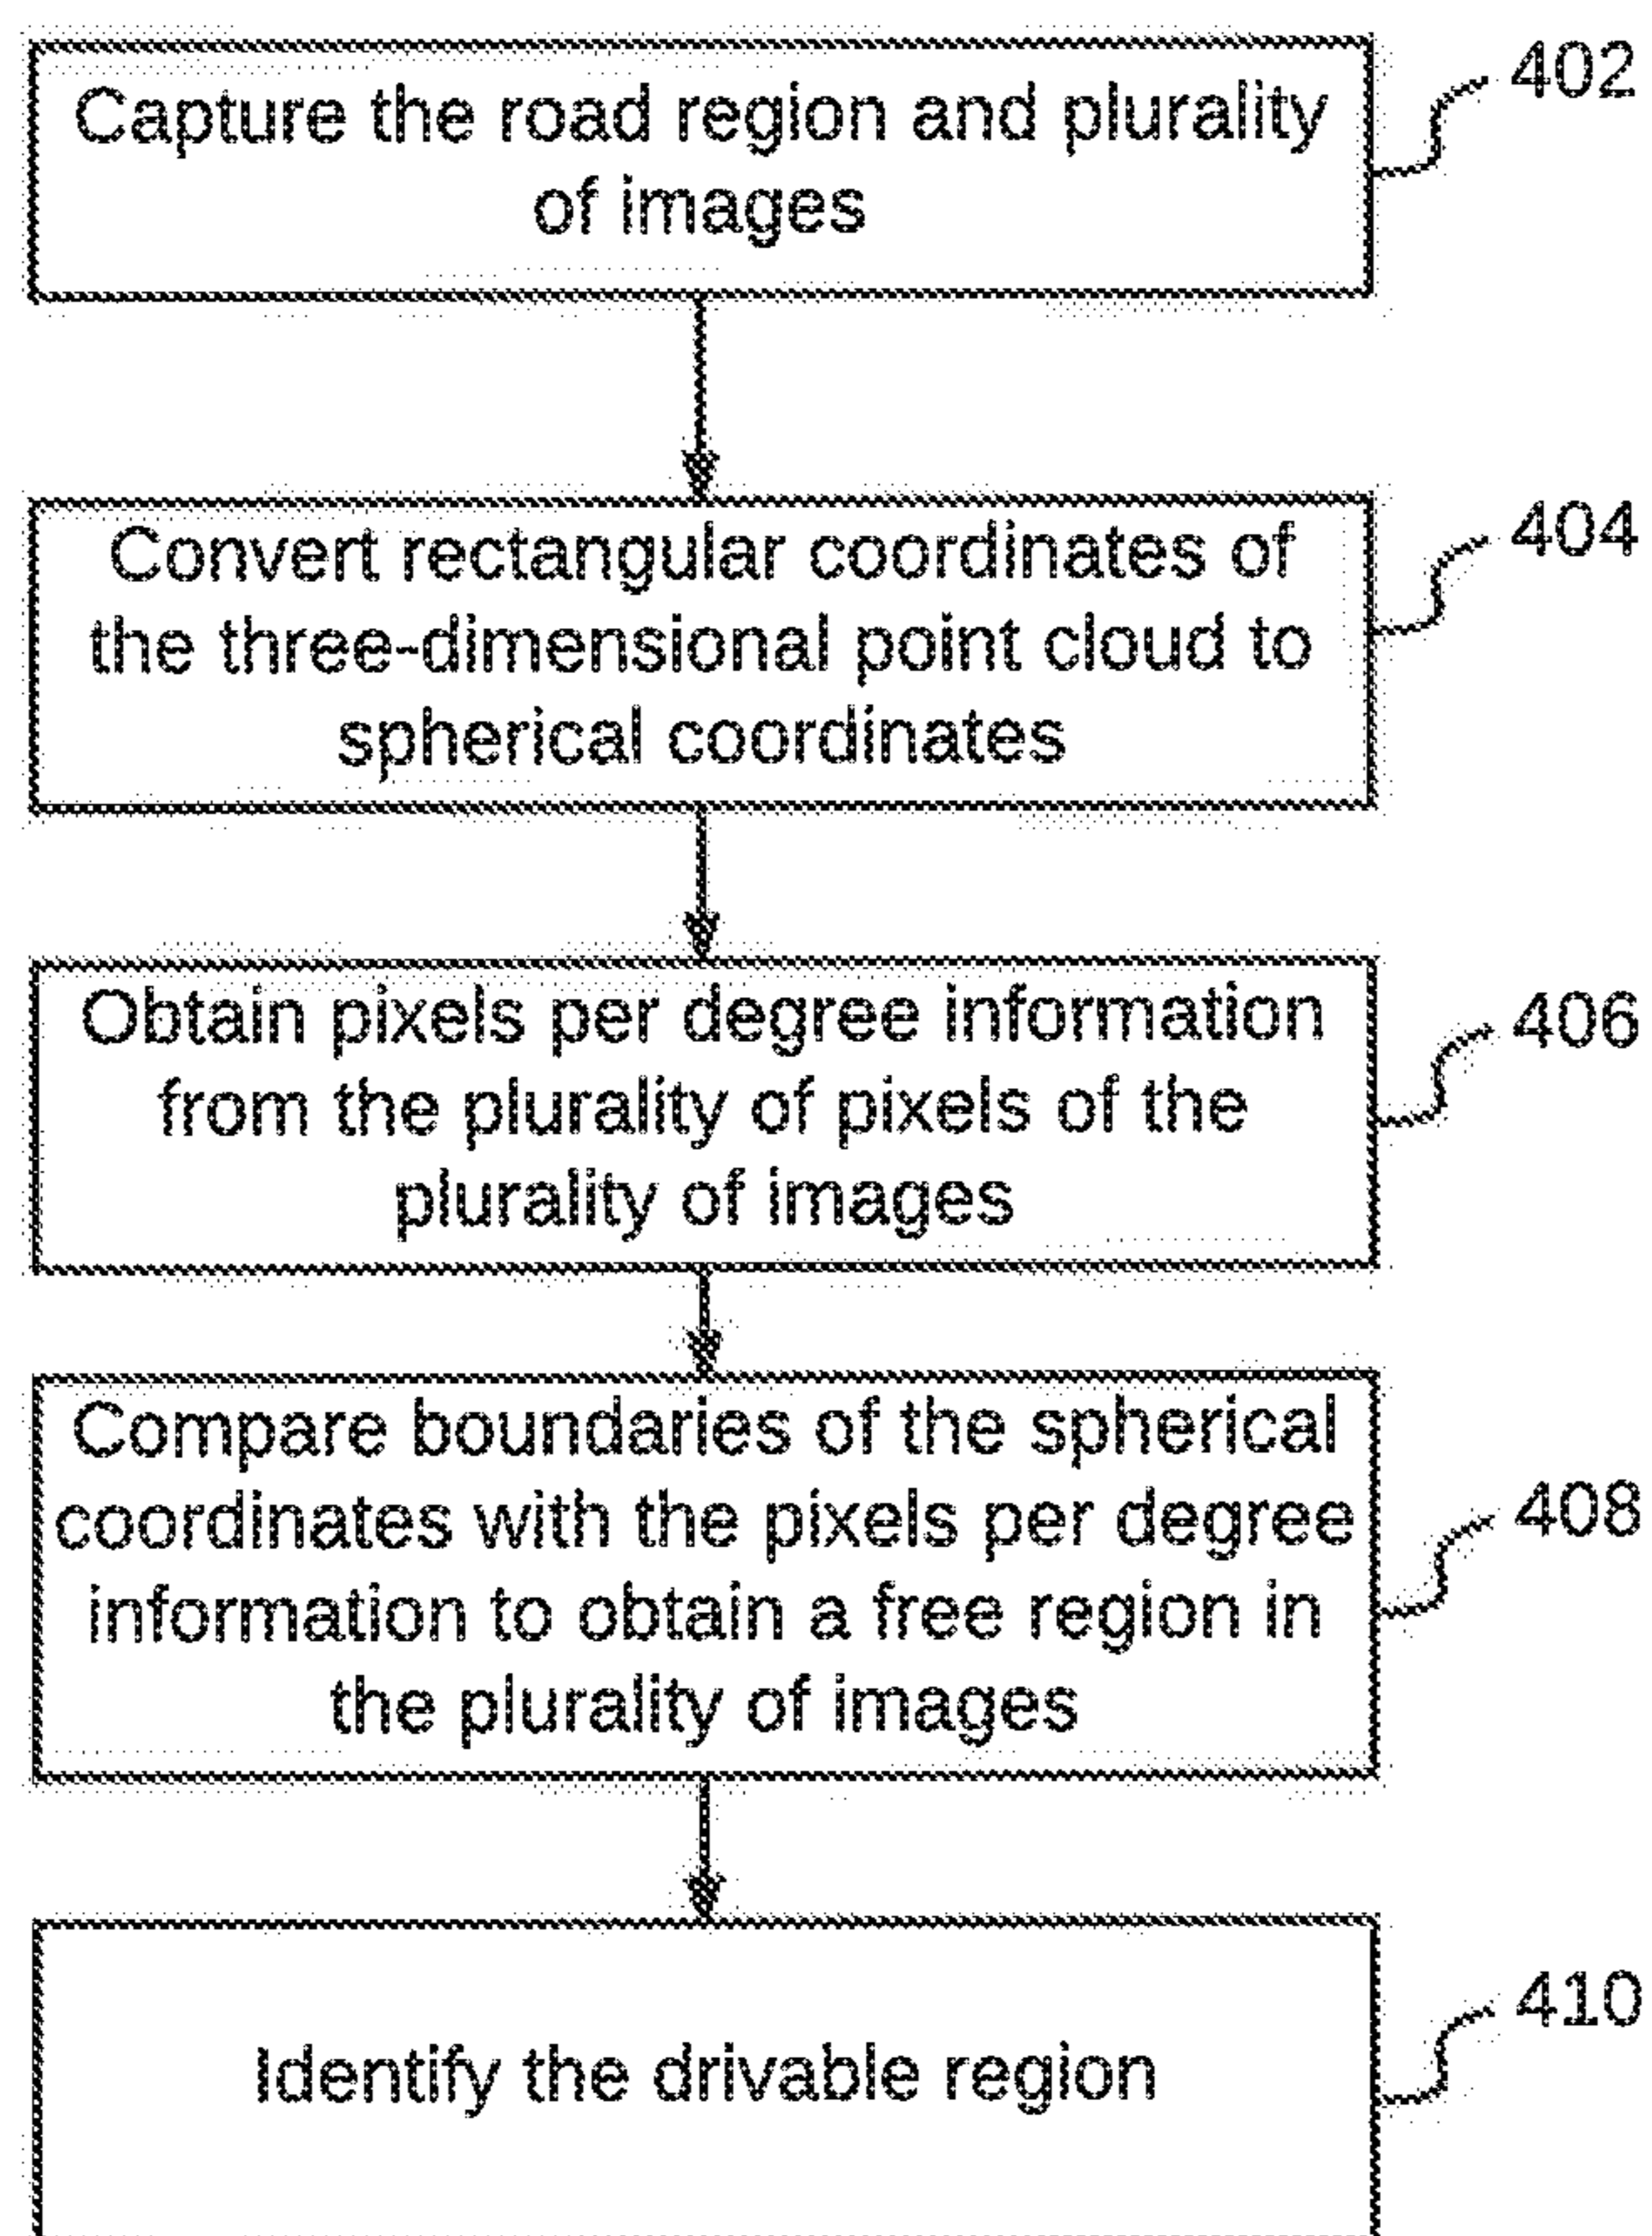 Capture the road region and plurality
of images
402
Convert rectangular coordinates of
the three-dimensional point cloud to
spherical coordinates
404
Obtain pixels per degree information
from the plurality of pixels of the
plurality of images
406
Compare boundaries of the spherical
coordinates with the pixels per degree
information to obtain a free region in
the plurality of images
408
Identify the drivable region
410